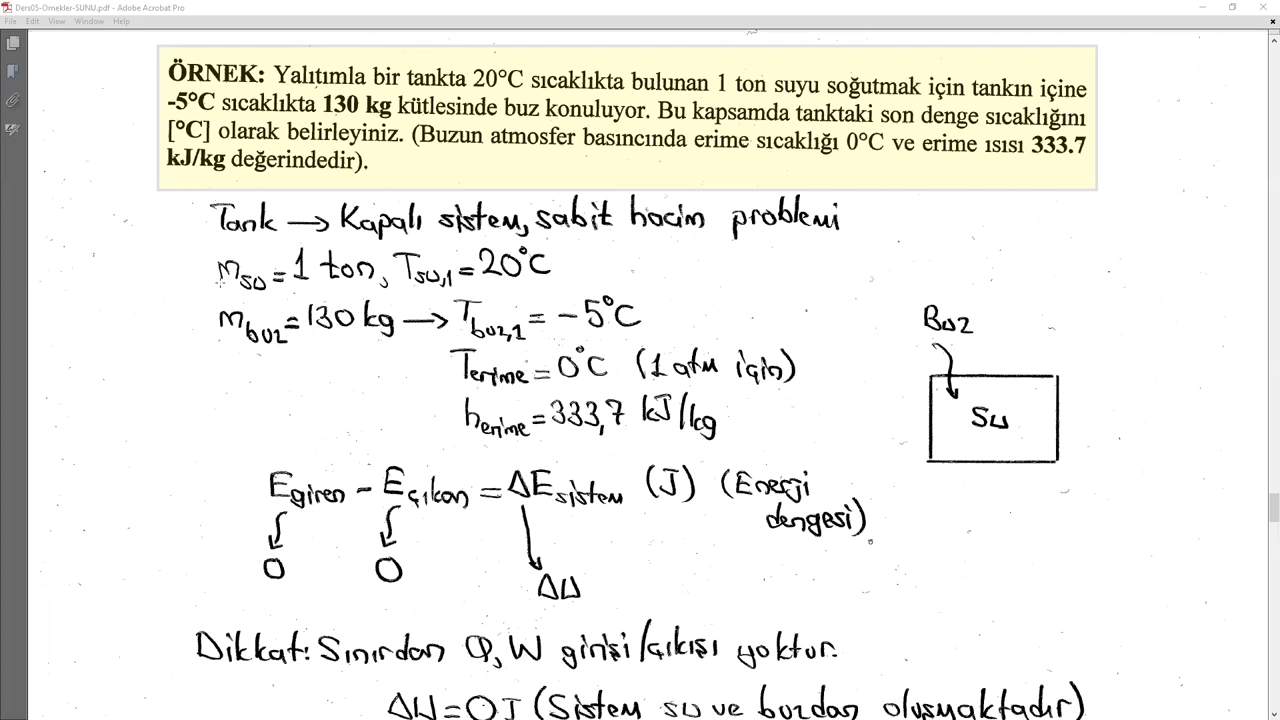 Ders05-Ornekler-SUNU.pdf - Adobe Acrobat Pro
File Edit View Window Help
ÖRNEK: Yalıtımla bir tankta 20°C sıcaklıkta bulunan 1 ton suyu soğutmak için tankın içine
-5°C sıcaklıkta 130 kg kütlesinde buz konuluyor. Bu kapsamda tanktaki son denge sıcaklığını
[°C] olarak belirleyiniz. (Buzun atmosfer basıncında erime sıcaklığı 0°C ve erime ısısı 333.7
kJ/kg değerindedir).
Tank → Kapalı sistem, sabit hacim problemi
m_su = 1 ton, T_su,1 = 20°C
m_buz = 130 kg → T_buz,1 = -5°C
T_erime = 0°C (1 atm için)
h_erime = 333,7 kJ/kg
Buz
Su
E_giren - E_çıkan = ΔE_sistem (J) (Enerji
dengesi)
0 0
ΔU
Dikkat: Sınırdan Q, W girişi/çıkışı yoktur.
ΔU = 0 J (Sistem su ve buzdan oluşmaktadır)